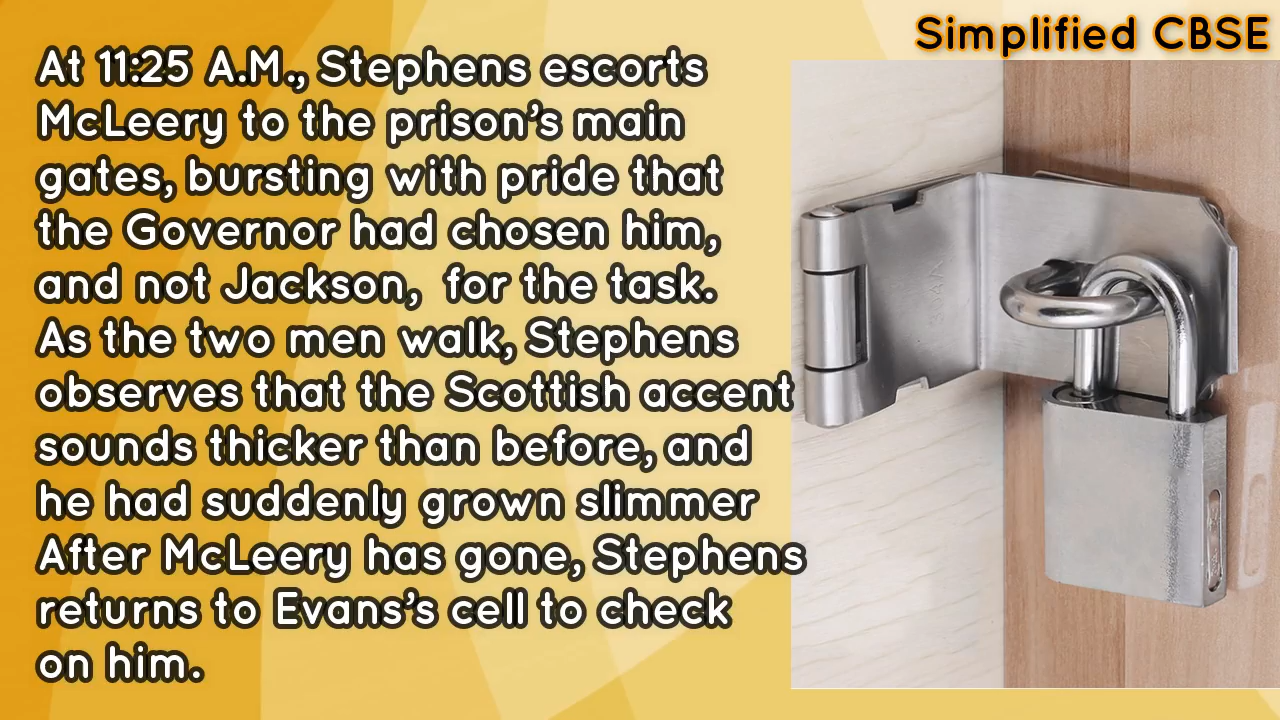 Simplified CBSE
At 11:25 A.M., Stephens escorts
McLeery to the prison's main
gates, bursting with pride that
the Governor had chosen him,
and not Jackson,  for the task.
As the two men walk, Stephens
observes that the Scottish accent
sounds thicker than before, and
he had suddenly grown slimmer
After McLeery has gone, Stephens
returns to Evans's cell to check
on him.